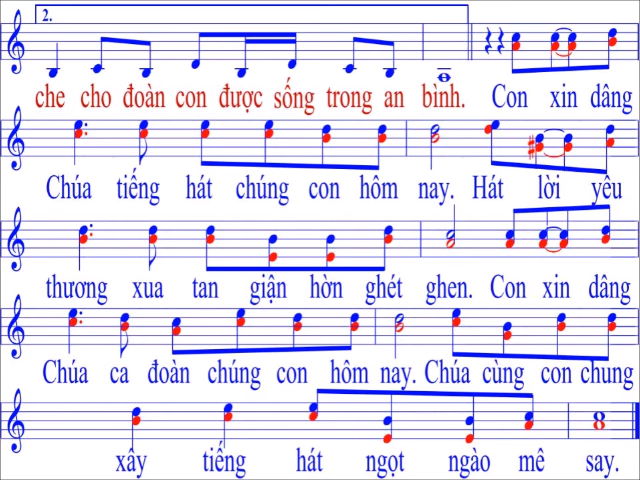 2.
che cho đoàn con được sống trong an bình. Con xin dâng
Chúa tiếng hát chúng con hôm nay. Hát lời yêu
thương xua tan giận hờn ghét ghen. Con xin dâng
Chúa ca đoàn chúng con hôm nay. Chúa cùng con chung
xây tiếng hát ngọt ngào mê say.